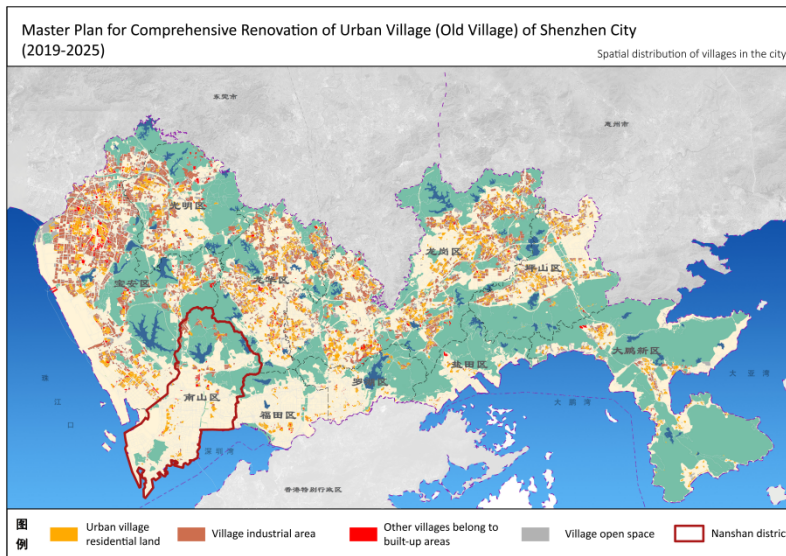 Master Plan for Comprehensive Renovation of Urban Village (Old Village) of Shenzhen City
(2019-2025)
Spatial distribution of villages in the city
东莞市
惠州市
光明区
龙岗区
坪山区
宝安区
龙华区
大鹏新区
大亚湾
盐田区
罗湖区
珠江口
南山区
福田区
大鹏湾
深圳湾
香港特别行政区
图例
Urban village
residential land
Village industrial area
Other villages belong to
built-up areas
Village open space
Nanshan district